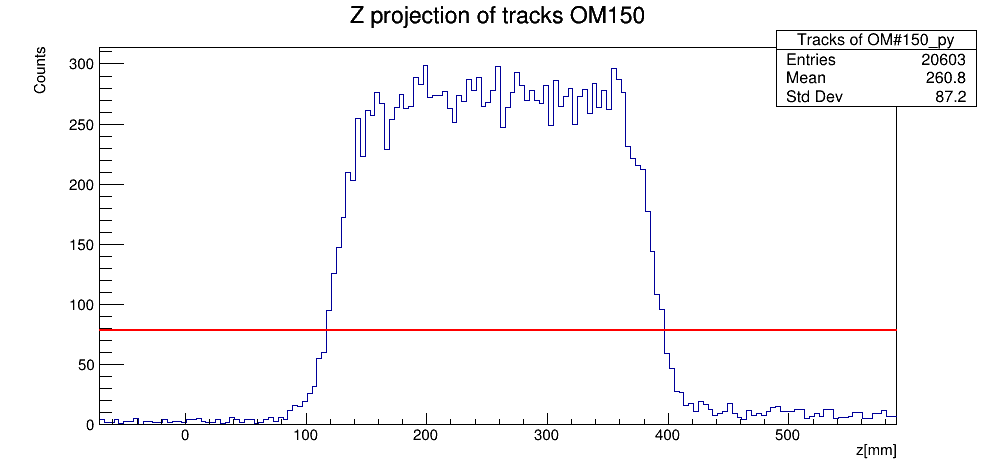 Z projection of tracks OM150
Tracks of OM#150_py
Entries 20603
Mean 260.8
Std Dev 87.2
Counts
300
250
200
150
100
50
0
0 100 200 300 400 500
z[mm]